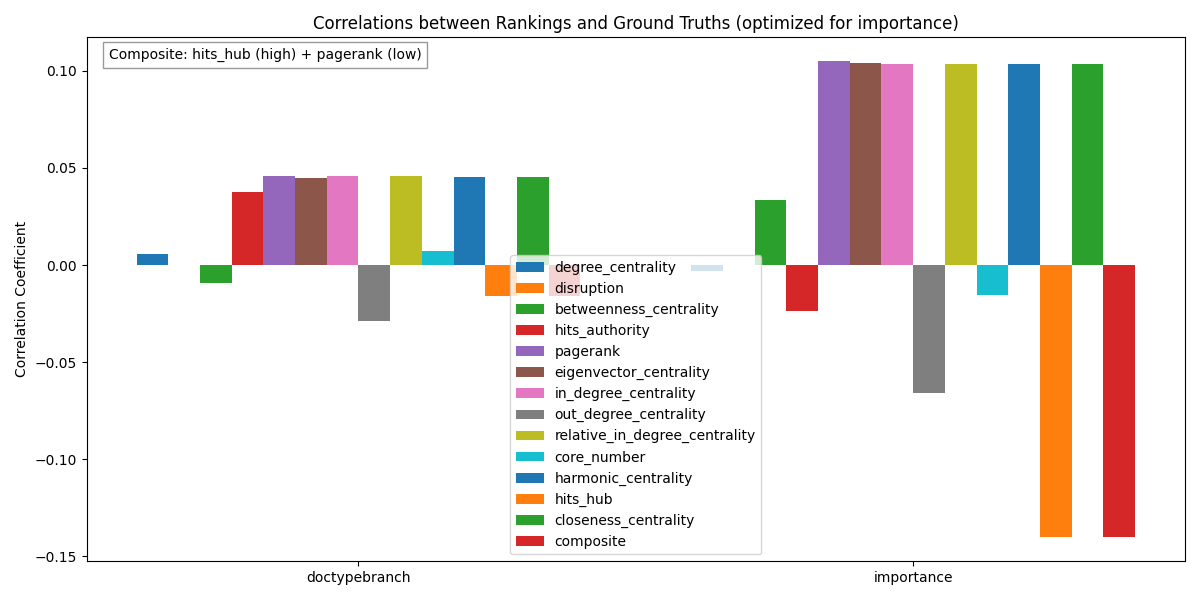 Correlations between Rankings and Ground Truths (optimized for importance)
Composite: hits_hub (high) + pagerank (low)
Correlation Coefficient
0.10
0.05
0.00
−0.05
−0.10
−0.15
degree_centrality
disruption
betweenness_centrality
hits_authority
pagerank
eigenvector_centrality
in_degree_centrality
out_degree_centrality
relative_in_degree_centrality
core_number
harmonic_centrality
hits_hub
closeness_centrality
composite
doctypebranch
importance